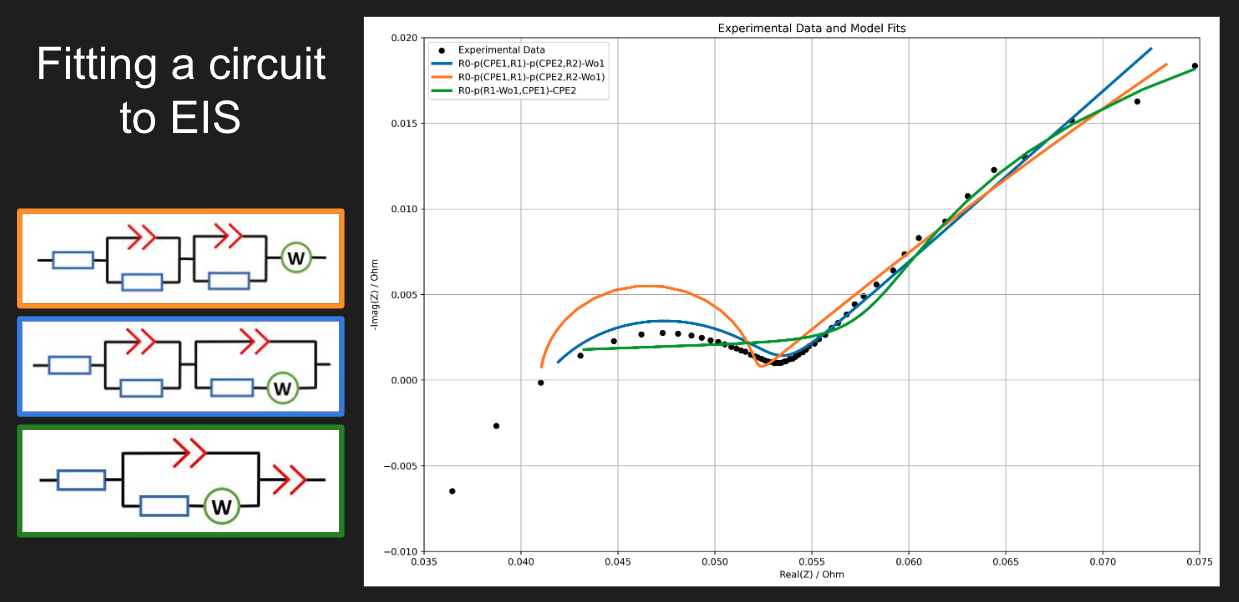 Fitting a circuit
to EIS
W
W
W
Experimental Data and Model Fits
Experimental Data
R0-p(CPE1,R1)-p(CPE2,R2)-Wo1
R0-p(CPE1,R1)-p(CPE2,R2-Wo1)
R0-p(R1-Wo1,CPE1)-CPE2
-Imag(Z) / Ohm
0.020
0.015
0.010
0.005
0.000
−0.005
−0.010
0.035 0.040 0.045 0.050 0.055 0.060 0.065 0.070 0.075
Real(Z) / Ohm